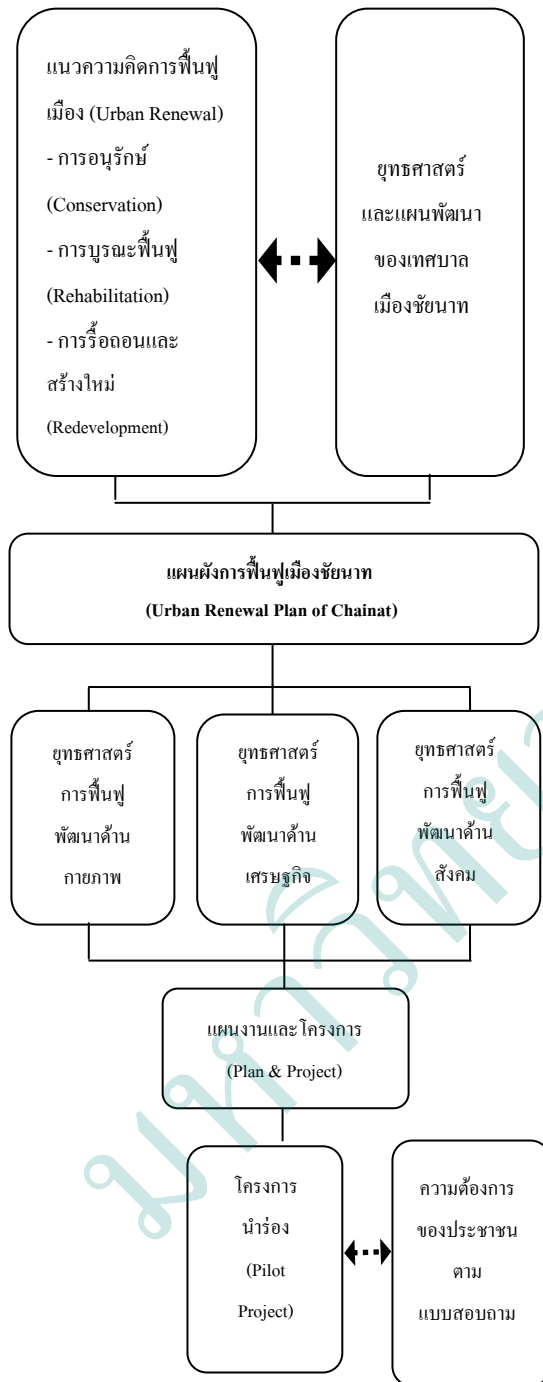 แนวความคิดการฟื้นฟู
เมือง (Urban Renewal)
- การอนุรักษ์
(Conservation)
- การบูรณะฟื้นฟู
(Rehabilitation)
- การรื้อถอนและ
สร้างใหม่
(Redevelopment)
ยุทธศาสตร์
และแผนพัฒนา
ของเทศบาล
เมืองชัยนาท
แผนผังการฟื้นฟูเมืองชัยนาท
(Urban Renewal Plan of Chainat)
ยุทธศาสตร์
การฟื้นฟู
พัฒนาด้าน
กายภาพ
ยุทธศาสตร์
การฟื้นฟู
พัฒนาด้าน
เศรษฐกิจ
ยุทธศาสตร์
การฟื้นฟู
พัฒนาด้าน
สังคม
แผนงานและโครงการ
(Plan & Project)
โครงการ
นำร่อง
(Pilot
Project)
ความต้องการ
ของประชาชน
ตาม
แบบสอบถาม